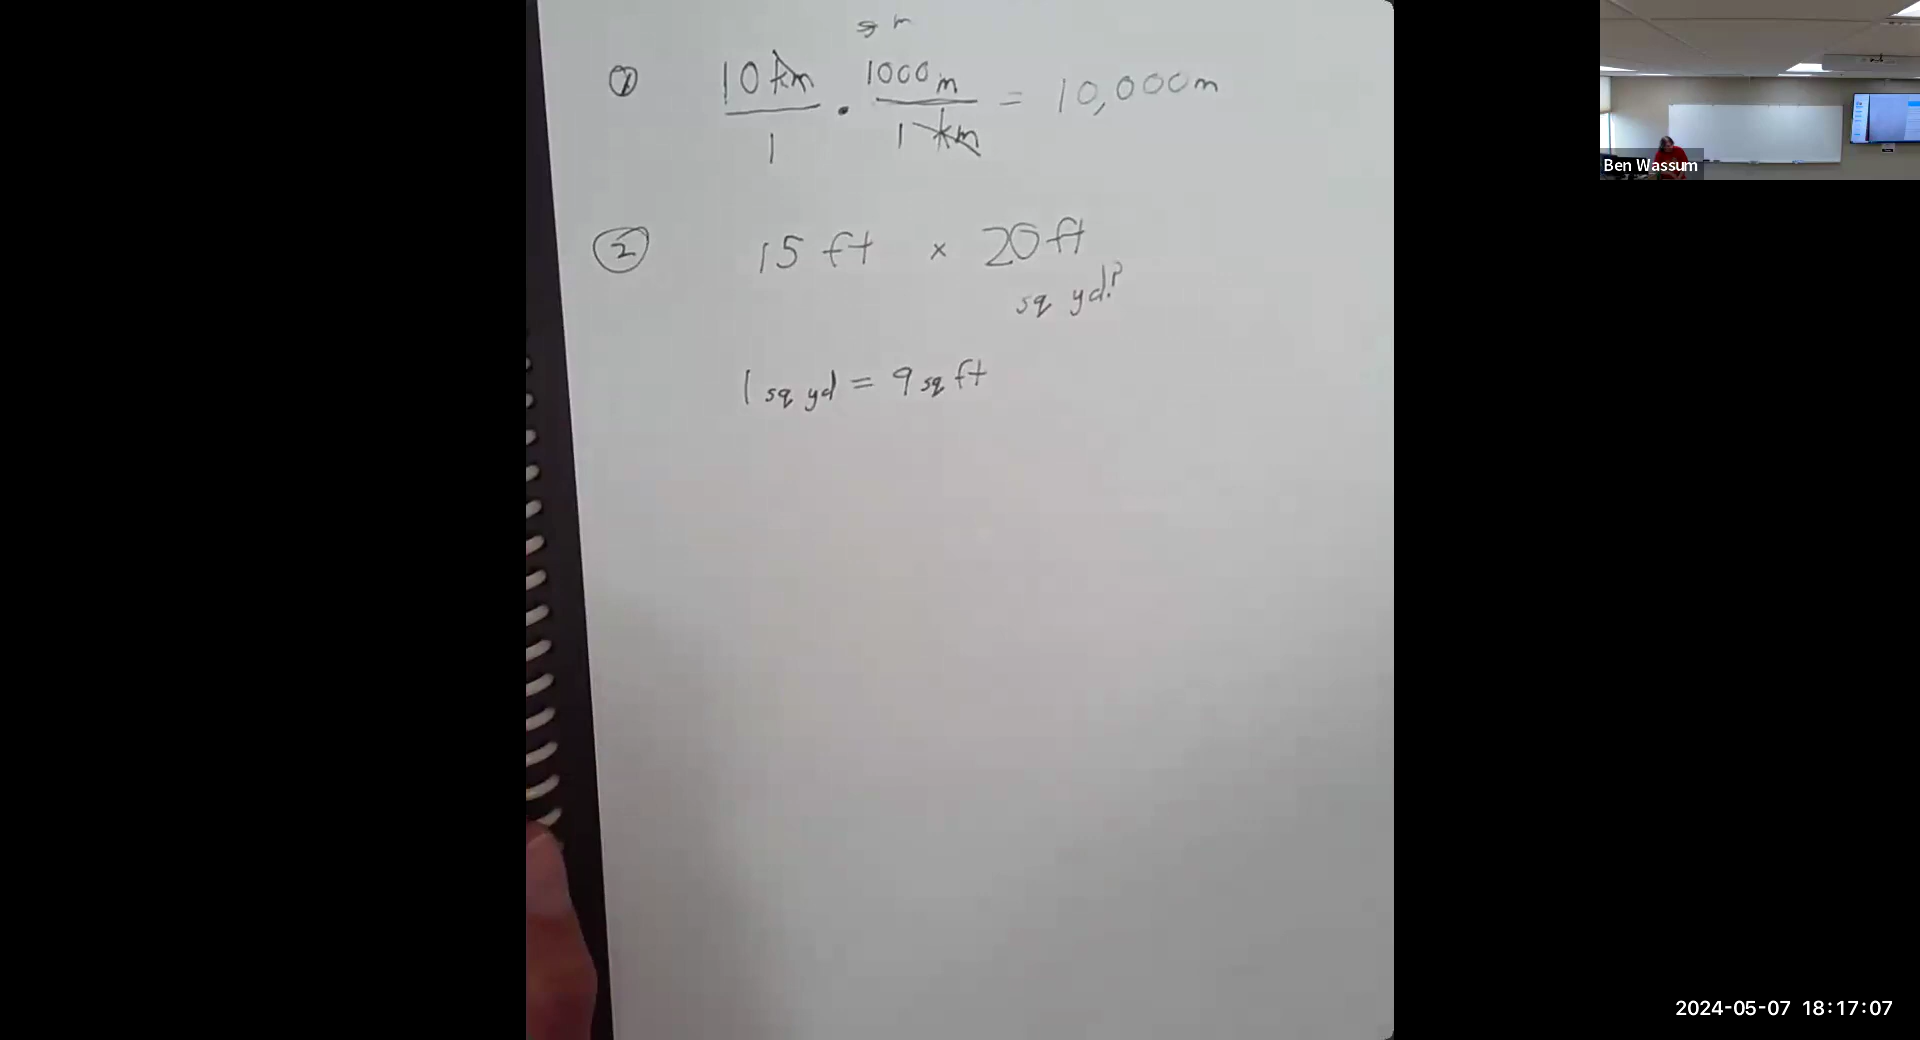 ① 10 km / 1 · 1000 m / 1 km = 10,000 m
② 15 ft × 20 ft
sq yd?
1 sq yd = 9 sq ft
Ben Wassum
2024-05-07 18:17:07